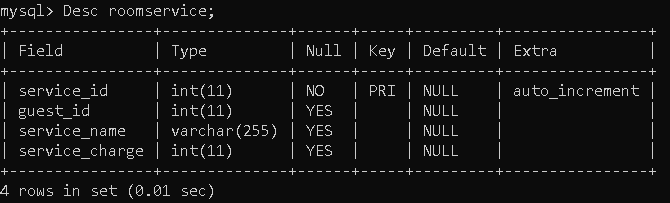 mysql> Desc roomservice;
+----------------+--------------+------+-----+---------+----------------+
| Field          | Type         | Null | Key | Default | Extra          |
+----------------+--------------+------+-----+---------+----------------+
| service_id     | int(11)      | NO   | PRI | NULL    | auto_increment |
| guest_id       | int(11)      | YES  |     | NULL    |                |
| service_name   | varchar(255) | YES  |     | NULL    |                |
| service_charge | int(11)      | YES  |     | NULL    |                |
+----------------+--------------+------+-----+---------+----------------+
4 rows in set (0.01 sec)